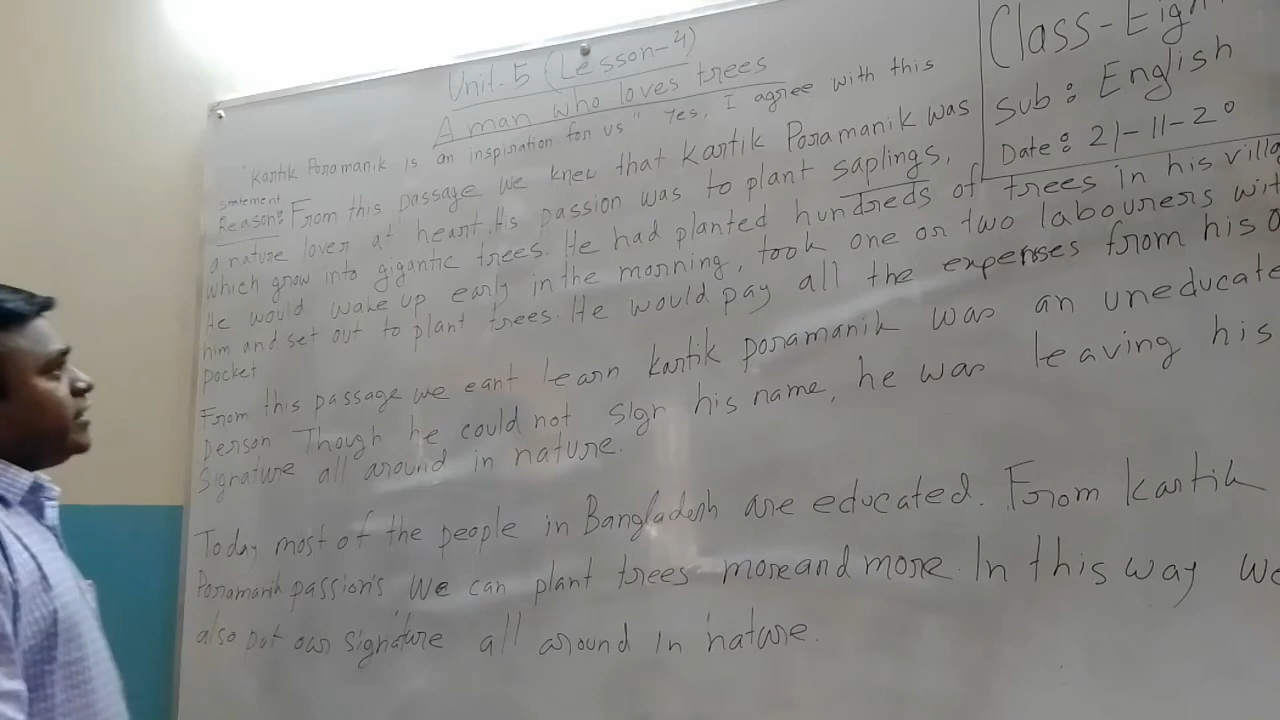 Unit. 5 (Lesson-4)
A man who loves trees
Class-Eigh
Sub: English
Date: 21-11-20
"Kartik Poramanik is an inspiration for us" Yes, I agree with this
statement
Reason: From this passage we knew that Kartik Poramanik was
a nature lover at heart. His passion was to plant saplings,
which grow into gigantic trees. He had planted hundreds of trees in his villa
He would wake up early in the morning, took one or two labourers wit
him and set out to plant trees. He would pay all the expenses from his o
pocket
From this passage we eant learn Kartik poramanik was an uneducate
person Though he could not sign his name, he was leaving his
signature all around in nature.
Today most of the people in Bangladesh are educated. From Kartik
Poramanik passion's We can plant trees more and more. In this way we
also put our signature all around in nature.